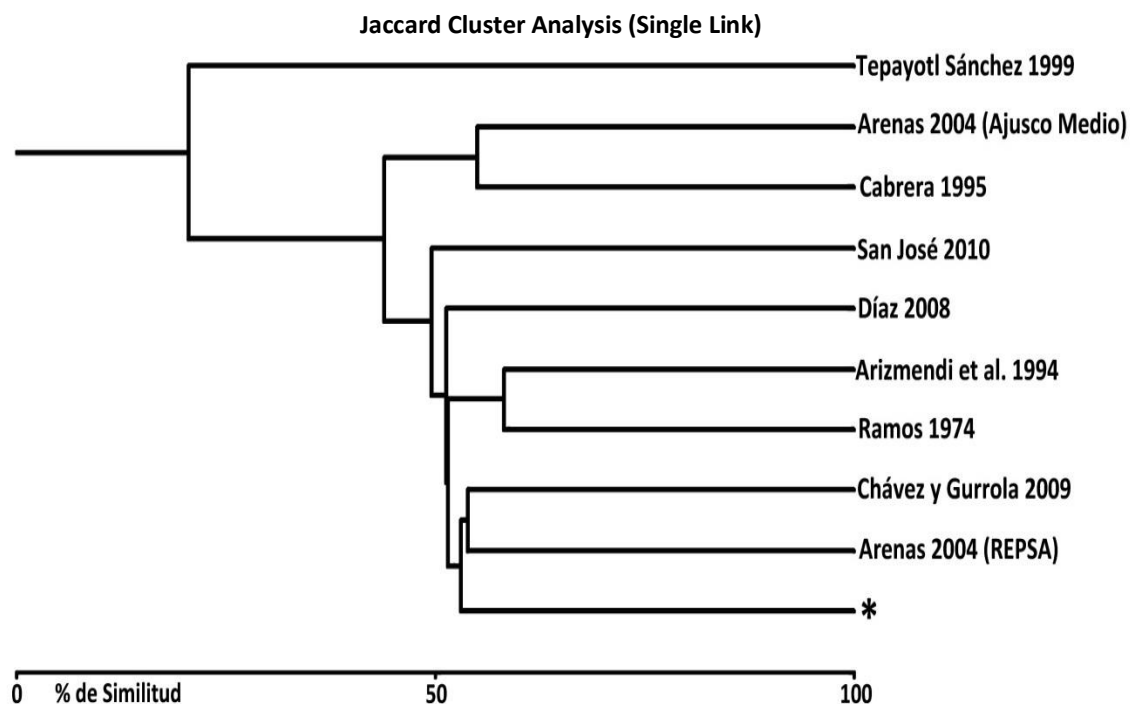 Jaccard Cluster Analysis (Single Link)
Tepayotl Sánchez 1999
Arenas 2004 (Ajusco Medio)
Cabrera 1995
San José 2010
Díaz 2008
Arizmendi et al. 1994
Ramos 1974
Chávez y Gurrola 2009
Arenas 2004 (REPSA)
*
0 % de Similitud 50 100